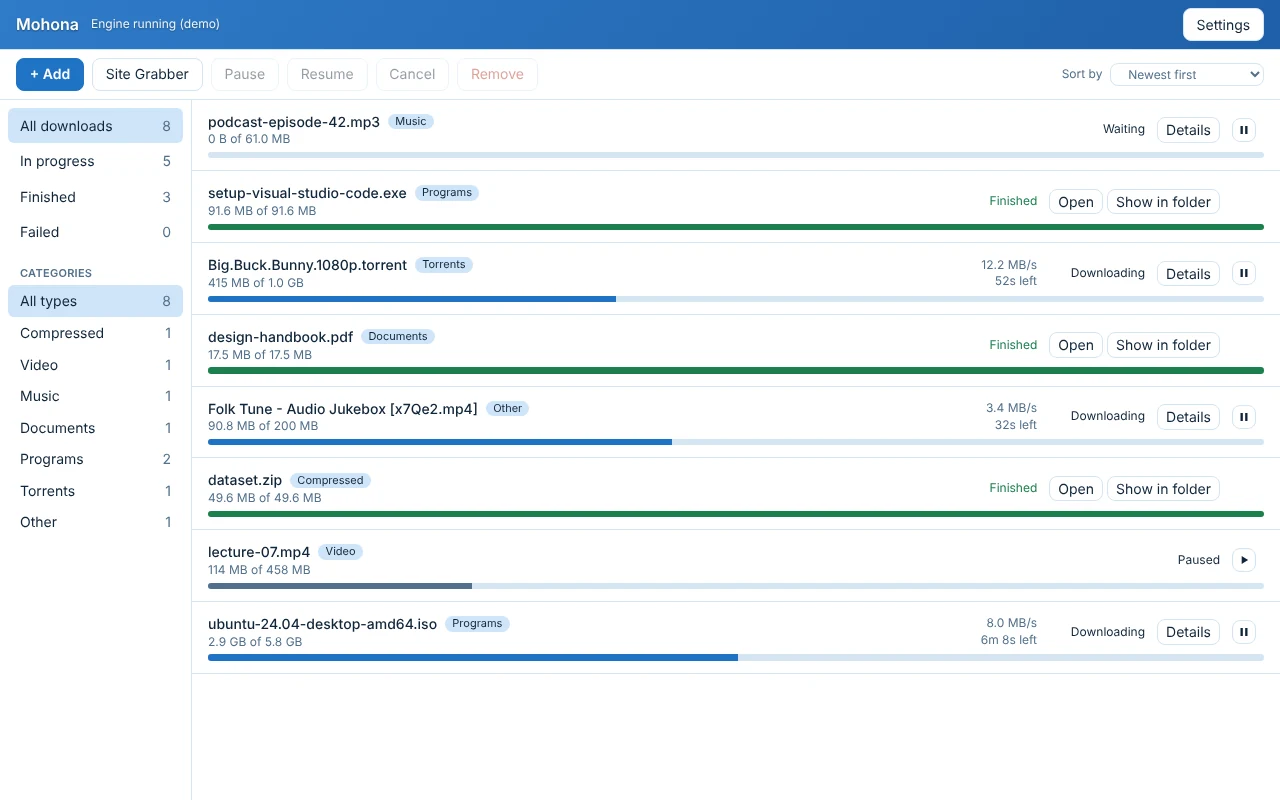 Mohona Engine running (demo) Settings
+ Add Site Grabber Pause Resume Cancel Remove Sort by Newest first
All downloads 8
In progress 5
Finished 3
Failed 0
CATEGORIES
All types 8
Compressed 1
Video 1
Music 1
Documents 1
Programs 2
Torrents 1
Other 1
podcast-episode-42.mp3 Music
0 B of 61.0 MB
Waiting Details
setup-visual-studio-code.exe Programs
91.6 MB of 91.6 MB
Finished Open Show in folder
Big.Buck.Bunny.1080p.torrent Torrents
415 MB of 1.0 GB
12.2 MB/s
52s left
Downloading Details
design-handbook.pdf Documents
17.5 MB of 17.5 MB
Finished Open Show in folder
Folk Tune - Audio Jukebox [x7Qe2.mp4] Other
90.8 MB of 200 MB
3.4 MB/s
32s left
Downloading Details
dataset.zip Compressed
49.6 MB of 49.6 MB
Finished Open Show in folder
lecture-07.mp4 Video
114 MB of 458 MB
Paused
ubuntu-24.04-desktop-amd64.iso Programs
2.9 GB of 5.8 GB
8.0 MB/s
6m 8s left
Downloading Details